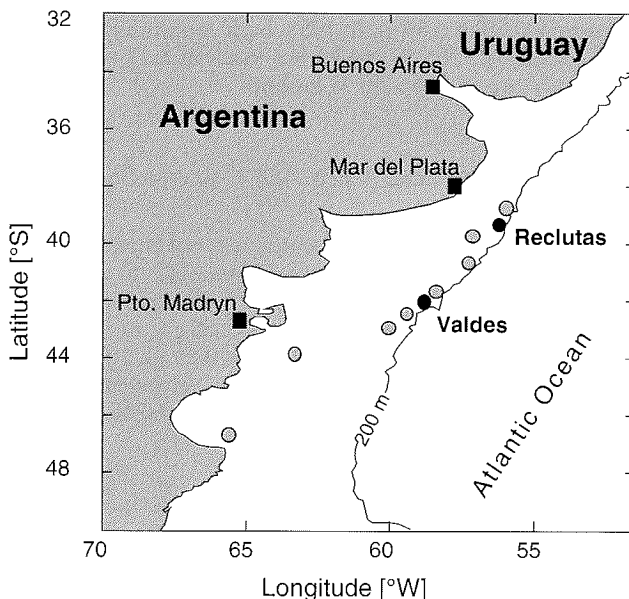 32
36
40
44
48
Latitude [°S]
Uruguay
Buenos Aires
Argentina
Mar del Plata
Reclutas
Pto. Madryn
Valdes
200 m
Atlantic Ocean
70
65
60
55
Longitude [°W]